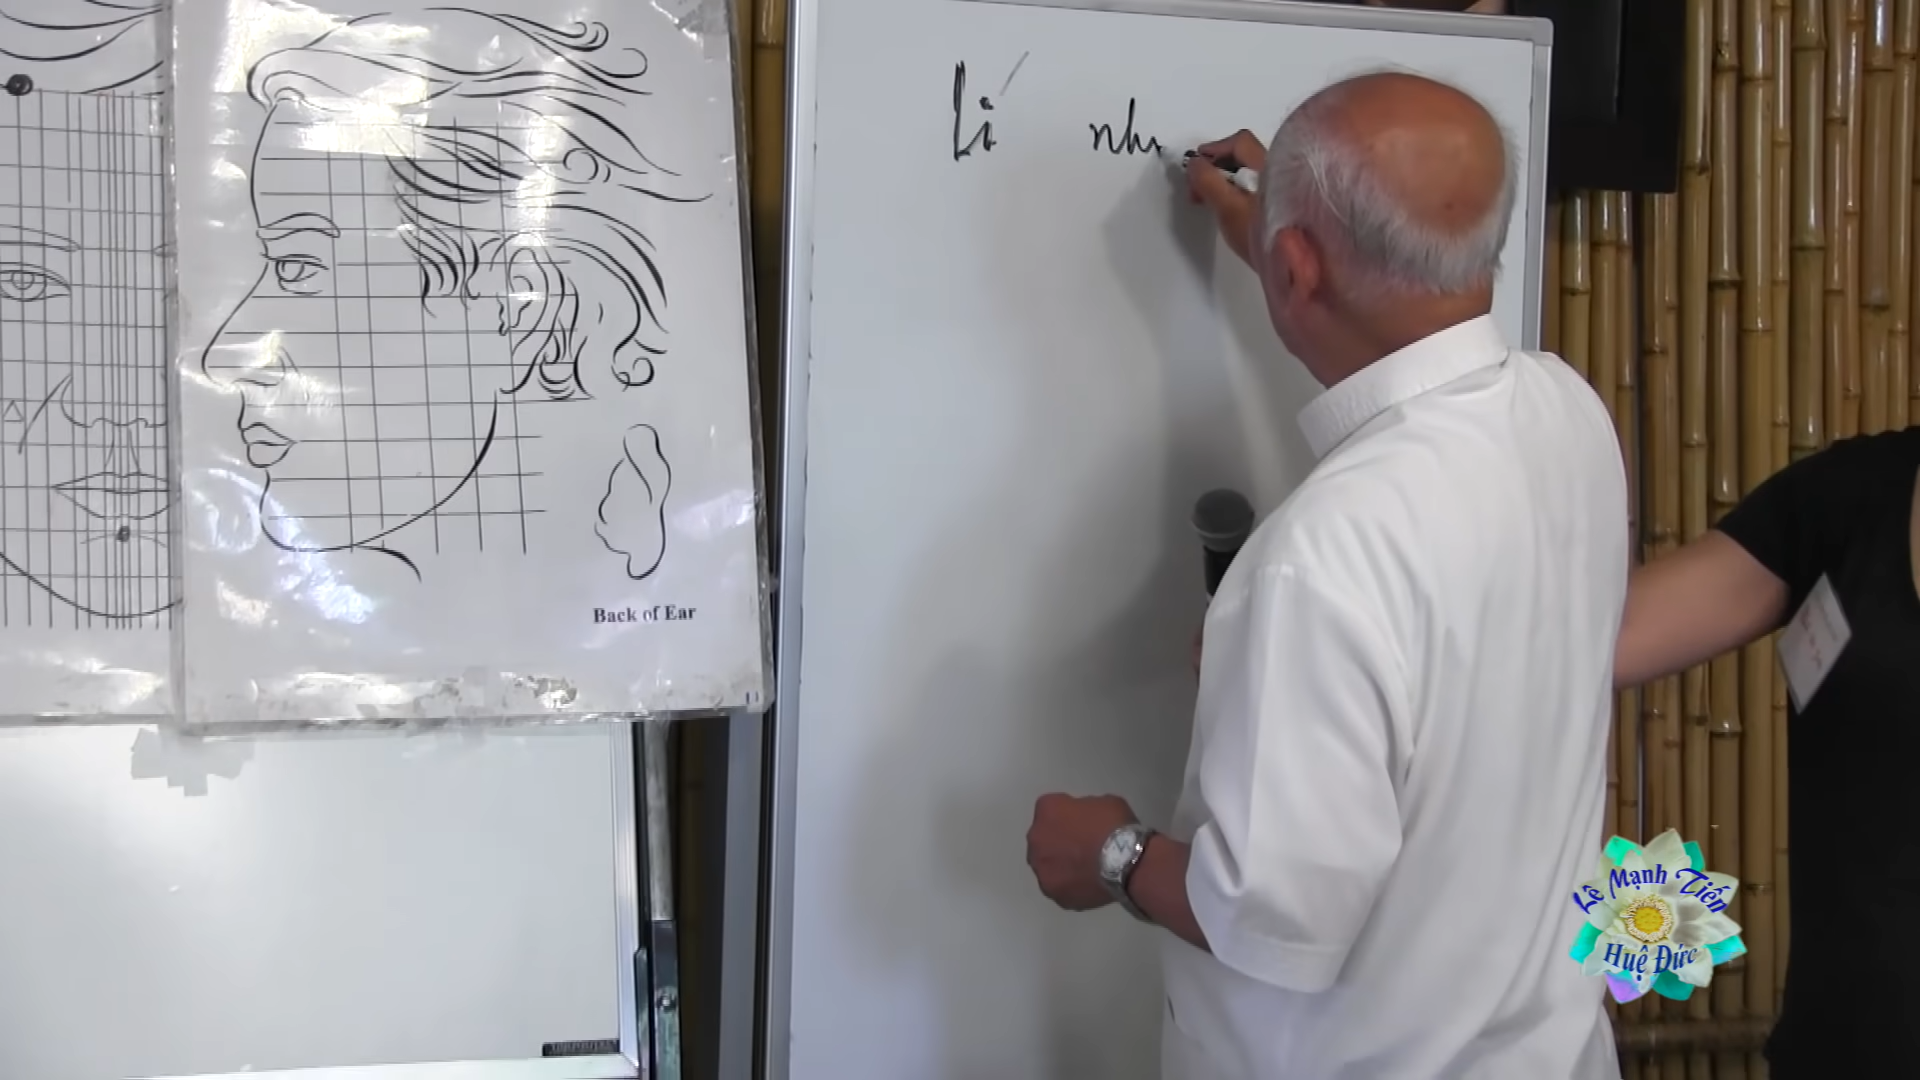 Lí nh
Back of Ear
Lê Mạnh Tiến
Huệ Đức